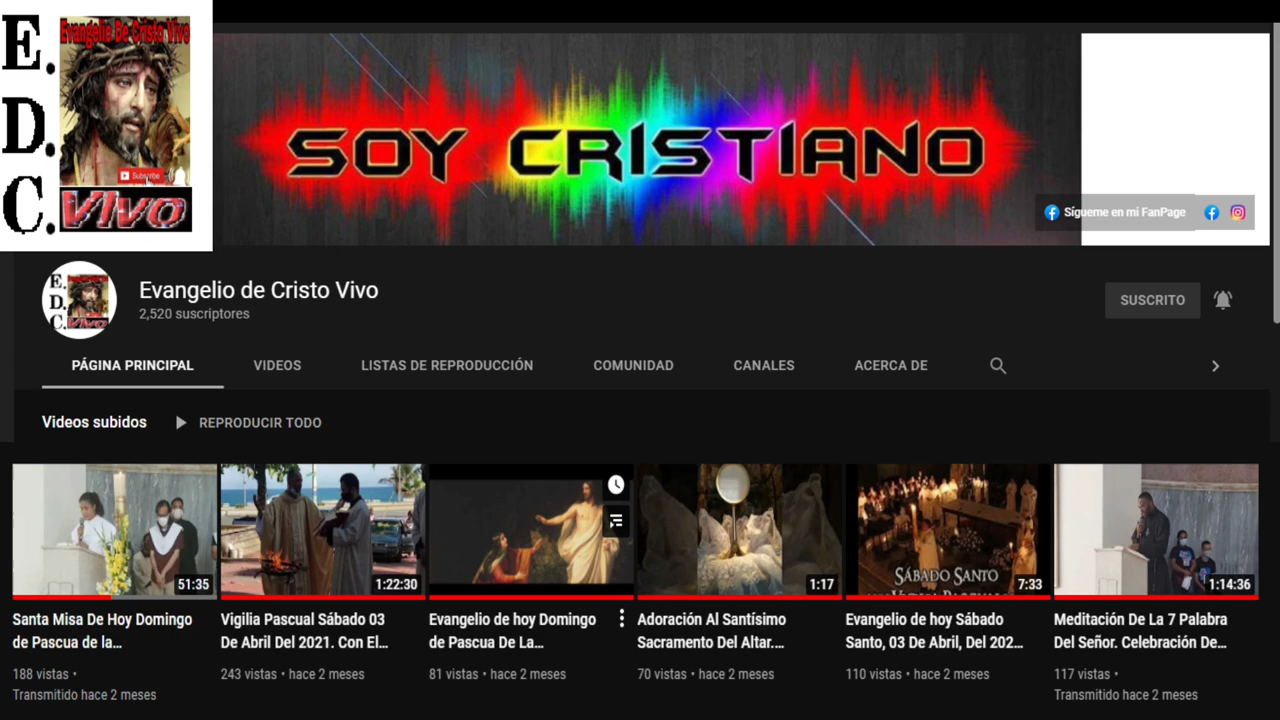 E.
D.
C.
Evangelio De Cristo Vivo
Subscribe
Vivo
SOY CRISTIANO
Sígueme en mi FanPage
E.
D.
C.
Vivo
Evangelio de Cristo Vivo
2,520 suscriptores
SUSCRITO
PÁGINA PRINCIPAL VIDEOS LISTAS DE REPRODUCCIÓN COMUNIDAD CANALES ACERCA DE
Videos subidos REPRODUCIR TODO
SÁBADO SANTO
51:35 1:22:30 1:17 7:33 1:14:36
Santa Misa De Hoy Domingo
de Pascua de la...
188 vistas •
Transmitido hace 2 meses
Vigilia Pascual Sábado 03
De Abril Del 2021. Con El...
243 vistas • hace 2 meses
Evangelio de hoy Domingo
de Pascua De La...
81 vistas • hace 2 meses
Adoración Al Santísimo
Sacramento Del Altar....
70 vistas • hace 2 meses
Evangelio de hoy Sábado
Santo, 03 De Abril, Del 202...
110 vistas • hace 2 meses
Meditación De La 7 Palabra
Del Señor. Celebración De...
117 vistas •
Transmitido hace 2 meses